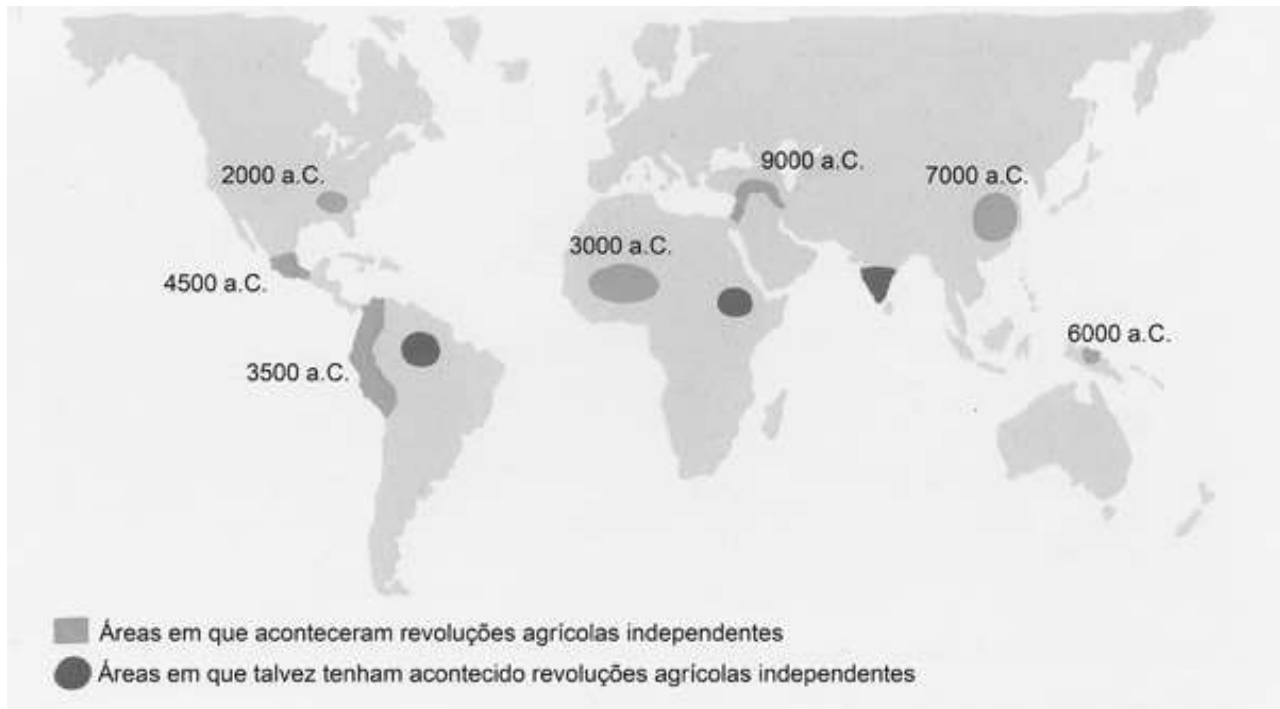 9000 a.C.
7000 a.C.
2000 a.C.
3000 a.C.
4500 a.C.
6000 a.C.
3500 a.C.
Áreas em que aconteceram revoluções agrícolas independentes
Áreas em que talvez tenham acontecido revoluções agrícolas independentes